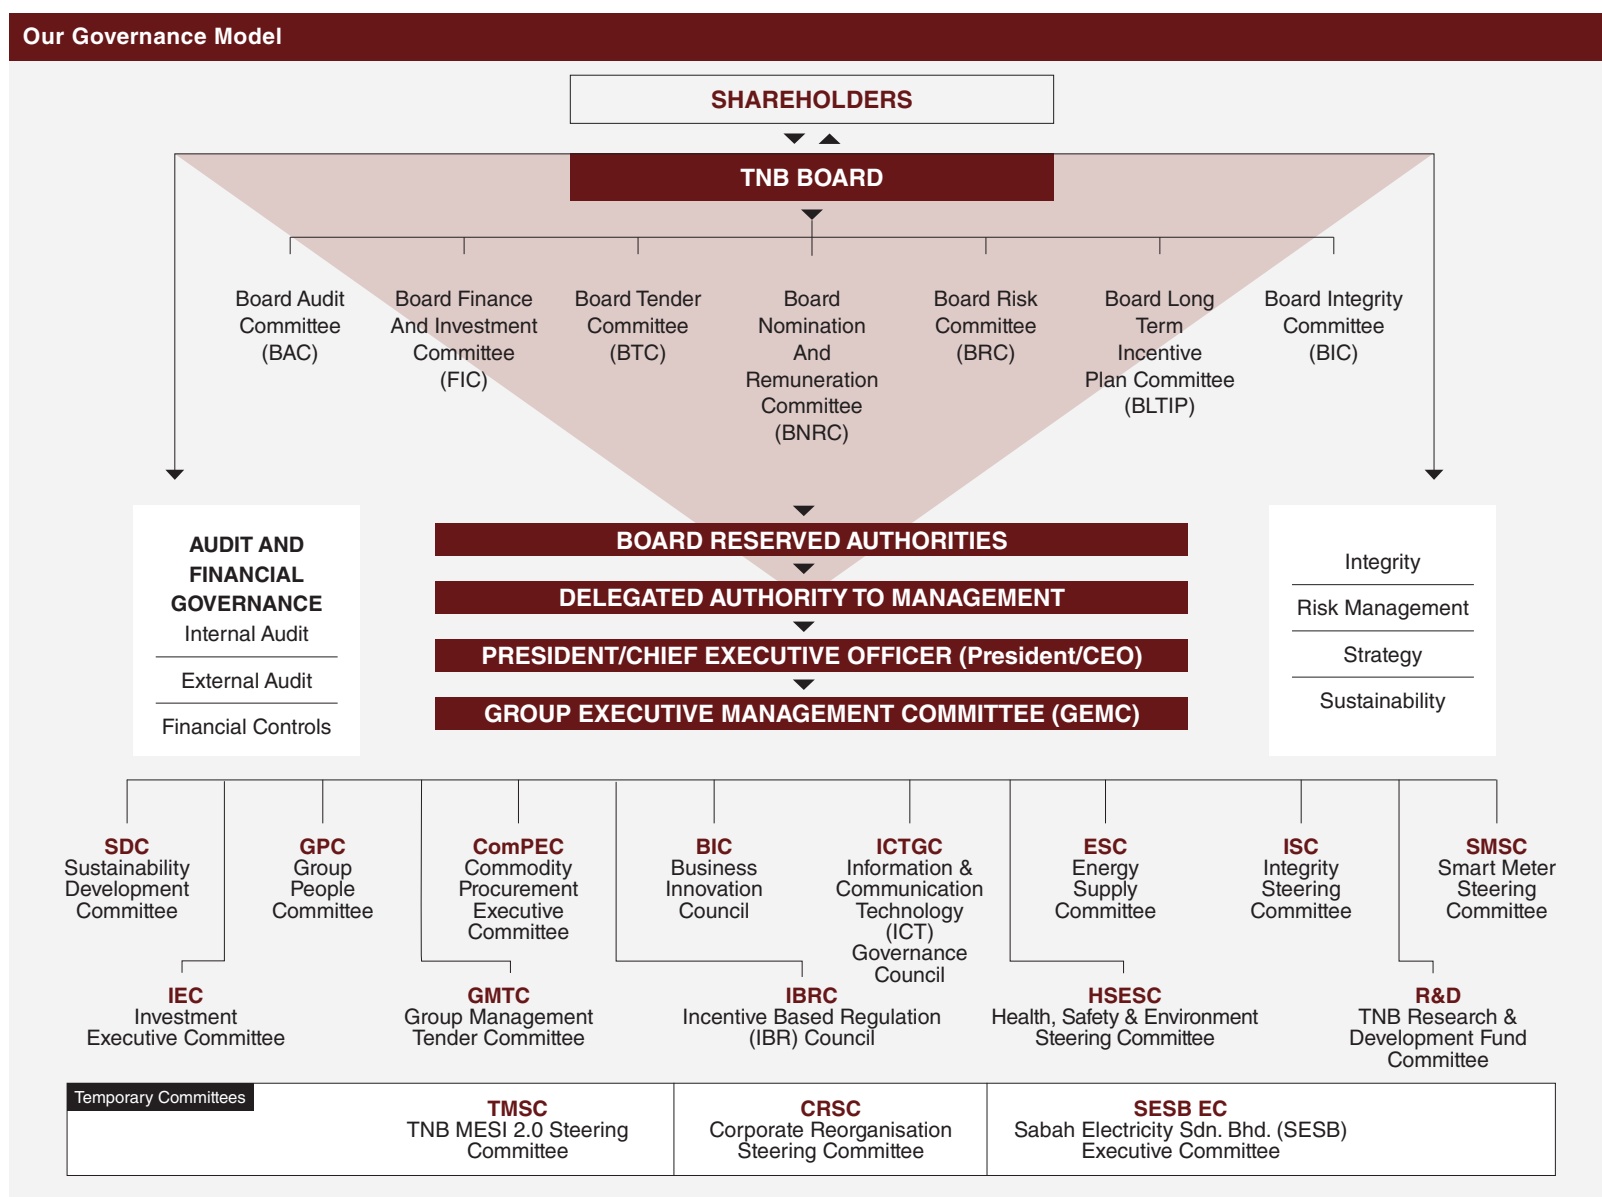 Our Governance Model
SHAREHOLDERS
TNB BOARD
Board Audit
Committee
(BAC)
Board Finance
And Investment
Committee
(FIC)
Board Tender
Committee
(BTC)
Board
Nomination
And
Remuneration
Committee
(BNRC)
Board Risk
Committee
(BRC)
Board Long
Term
Incentive
Plan Committee
(BLTIP)
Board Integrity
Committee
(BIC)
AUDIT AND
FINANCIAL
GOVERNANCE
Internal Audit
External Audit
Financial Controls
BOARD RESERVED AUTHORITIES
DELEGATED AUTHORITY TO MANAGEMENT
PRESIDENT/CHIEF EXECUTIVE OFFICER (President/CEO)
GROUP EXECUTIVE MANAGEMENT COMMITTEE (GEMC)
Integrity
Risk Management
Strategy
Sustainability
SDC
Sustainability
Development
Committee
GPC
Group
People
Committee
ComPEC
Commodity
Procurement
Executive
Committee
BIC
Business
Innovation
Council
ICTGC
Information &
Communication
Technology
(ICT)
Governance
Council
ESC
Energy
Supply
Committee
ISC
Integrity
Steering
Committee
SMSC
Smart Meter
Steering
Committee
IEC
Investment
Executive Committee
GMTC
Group Management
Tender Committee
IBRC
Incentive Based Regulation
(IBR) Council
HSESC
Health, Safety & Environment
Steering Committee
R&D
TNB Research &
Development Fund
Committee
Temporary Committees
TMSC
TNB MESI 2.0 Steering
Committee
CRSC
Corporate Reorganisation
Steering Committee
SESB EC
Sabah Electricity Sdn. Bhd. (SESB)
Executive Committee